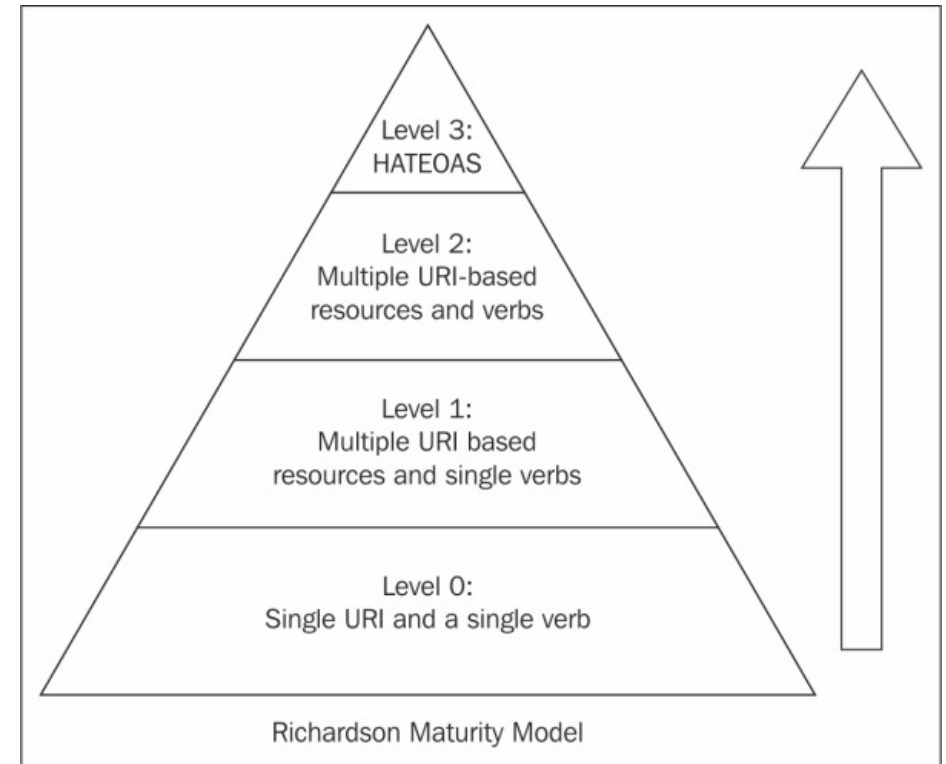 Level 3:
HATEOAS
Level 2:
Multiple URI-based
resources and verbs
Level 1:
Multiple URI based
resources and single verbs
Level 0:
Single URI and a single verb
Richardson Maturity Model